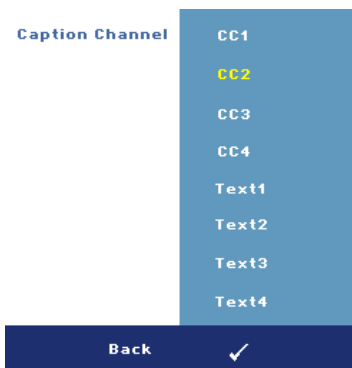 Caption Channel CC1
CC2
CC3
CC4
Text1
Text2
Text3
Text4
Back ✓